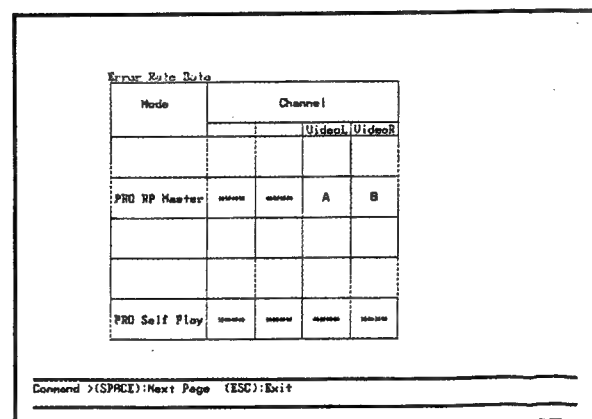 Error Rate Data
Mode Channel
VideoL VideoR
PRO RP Master ---- ---- A B
PRO Self Play ---- ---- ---- ----
Command >(SPACE):Next Page (ESC):Exit